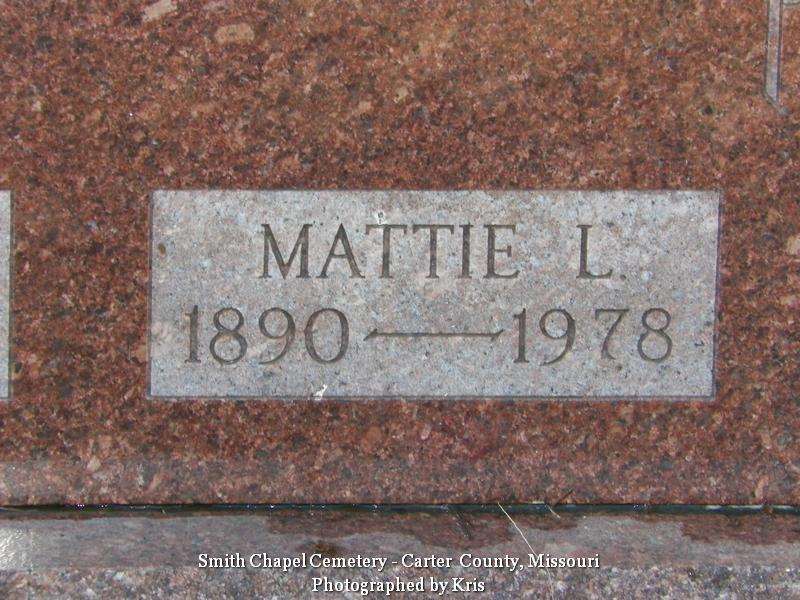 MATTIE L.
1890 — 1978
Smith Chapel Cemetery - Carter County, Missouri
Photographed by Kris